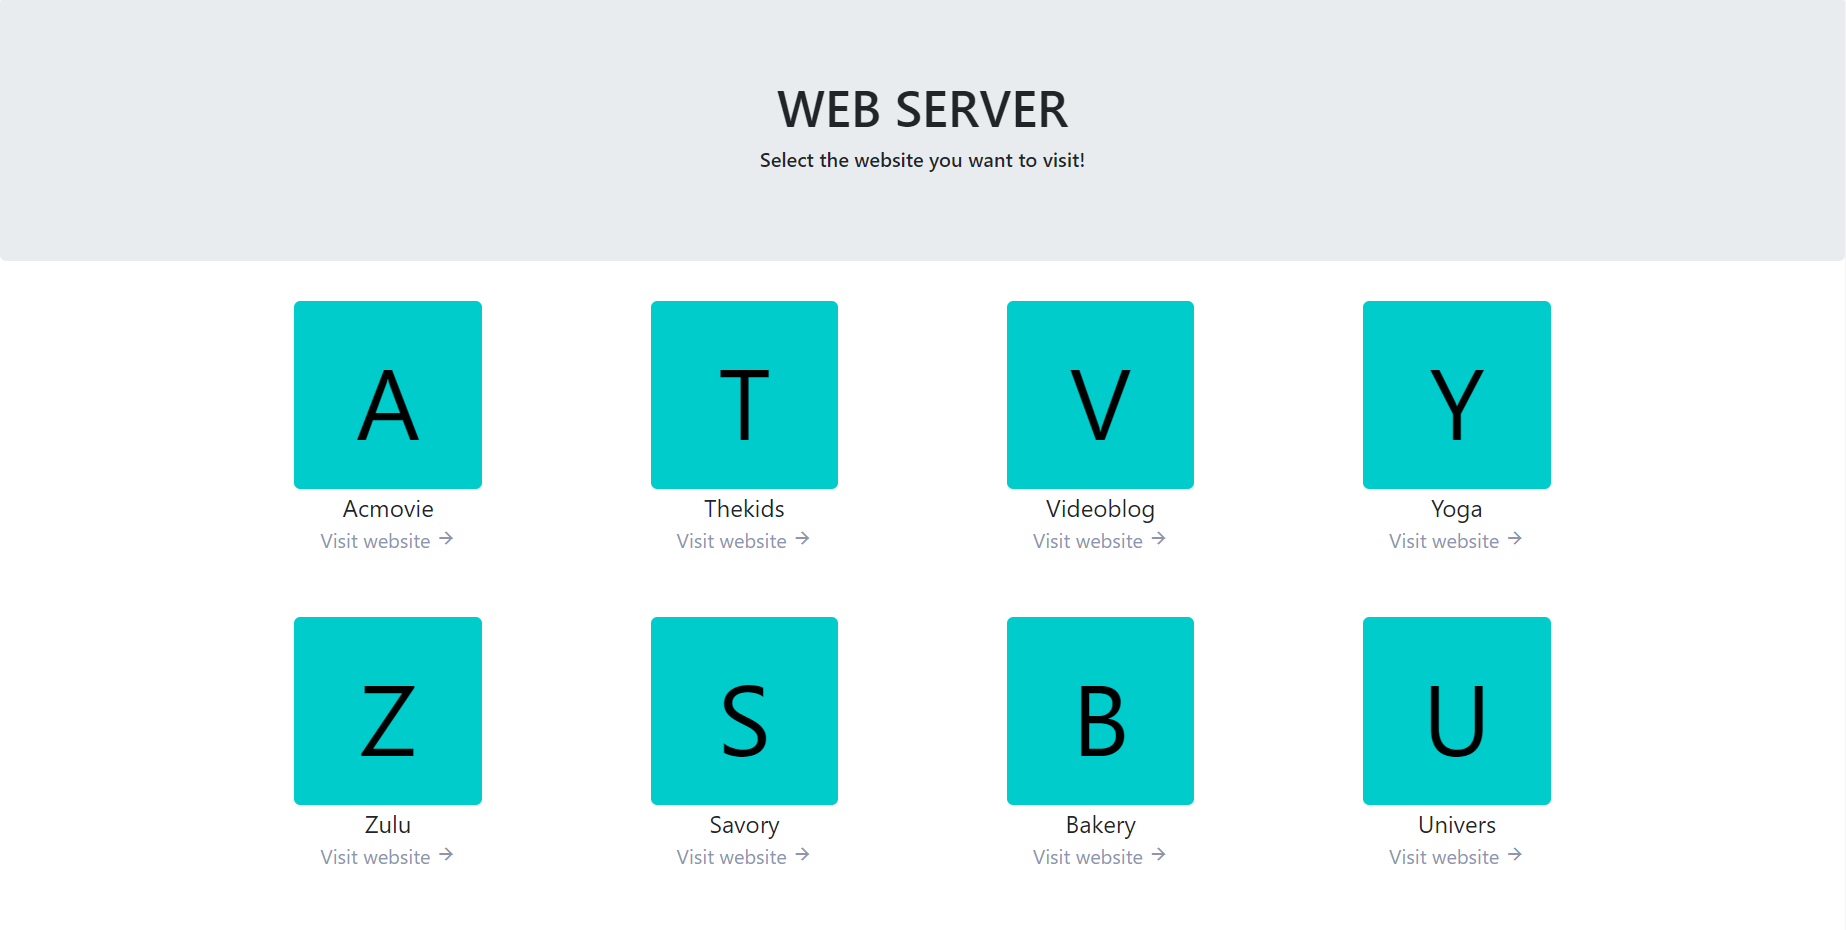 WEB SERVER
Select the website you want to visit!
A
T
V
Y
Acmovie
Thekids
Videoblog
Yoga
Visit website →
Visit website →
Visit website →
Visit website →
Z
S
B
U
Zulu
Savory
Bakery
Univers
Visit website →
Visit website →
Visit website →
Visit website →